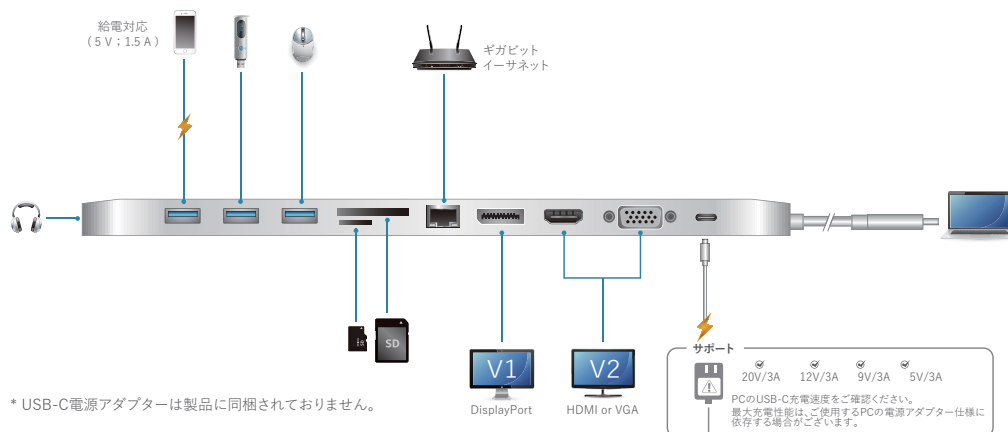 給電対応
(5 V；1.5 A)
ギガビット
イーサネット
SD
V1
V2
DisplayPort
HDMI or VGA
サポート
20V/3A
12V/3A
9V/3A
5V/3A
PCのUSB-C充電速度をご確認ください。
最大充電性能は、ご使用するPCの電源アダプター仕様に
依存する場合がございます。
* USB-C電源アダプターは製品に同梱されておりません。